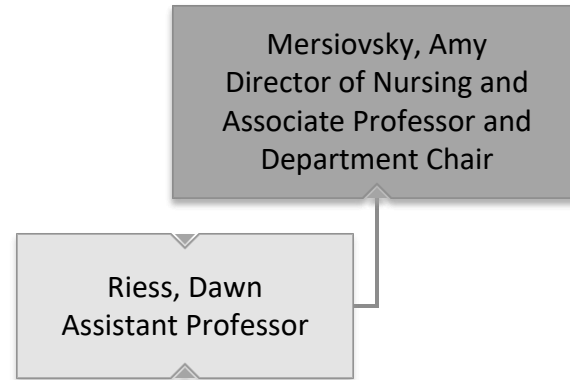 Mersiovsky, Amy
Director of Nursing and
Associate Professor and
Department Chair
Riess, Dawn
Assistant Professor